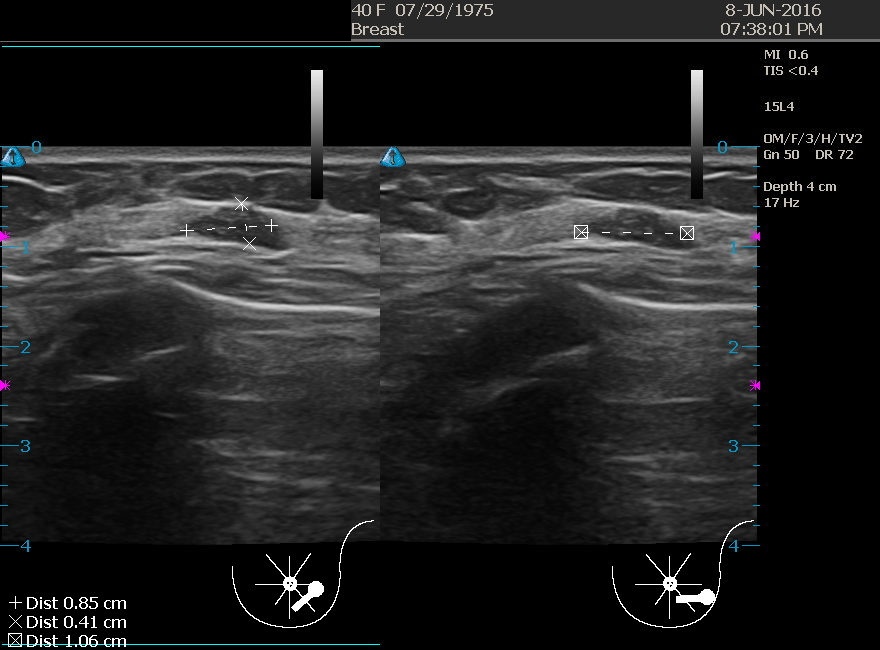 40 F 07/29/1975 8-JUN-2016
Breast 07:38:01 PM
MI 0.6
TIS <0.4
15L4
OM/F/3/H/TV2
Gn 50 DR 72
Depth 4 cm
17 Hz
0 0
1 1
2 2
3 3
4 4
+ Dist 0.85 cm
× Dist 0.41 cm
⊠ Dist 1.06 cm